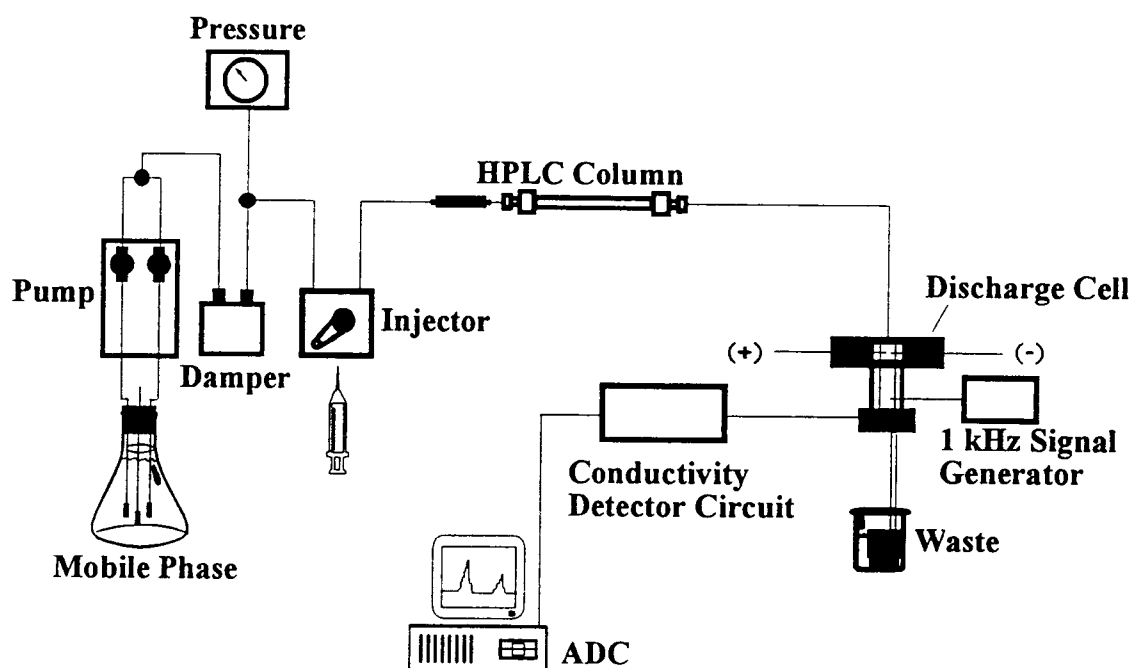 Pressure
HPLC Column
Pump
Damper
Injector
Discharge Cell
(+)
(-)
1 kHz Signal
Generator
Conductivity
Detector Circuit
Waste
Mobile Phase
ADC